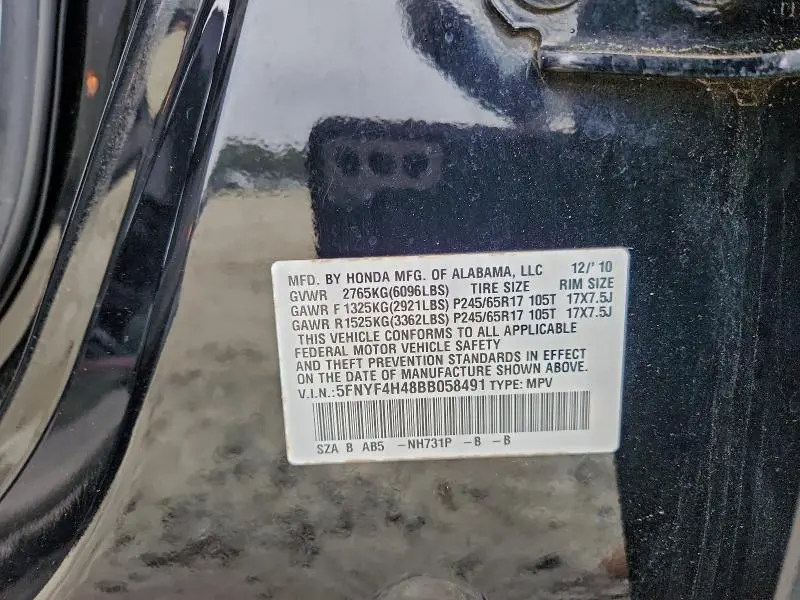 MFD. BY HONDA MFG. OF ALABAMA, LLC 12/'10
GVWR 2765KG(6096LBS) TIRE SIZE RIM SIZE
GAWR F 1325KG(2921LBS) P245/65R17 105T 17X7.5J
GAWR R1525KG(3362LBS) P245/65R17 105T 17X7.5J
THIS VEHICLE CONFORMS TO ALL APPLICABLE
FEDERAL MOTOR VEHICLE SAFETY
AND THEFT PREVENTION STANDARDS IN EFFECT
ON THE DATE OF MANUFACTURE SHOWN ABOVE.
V.I.N.:5FNYF4H48BB058491 TYPE: MPV
SZA B AB5 -NH731P -B -B